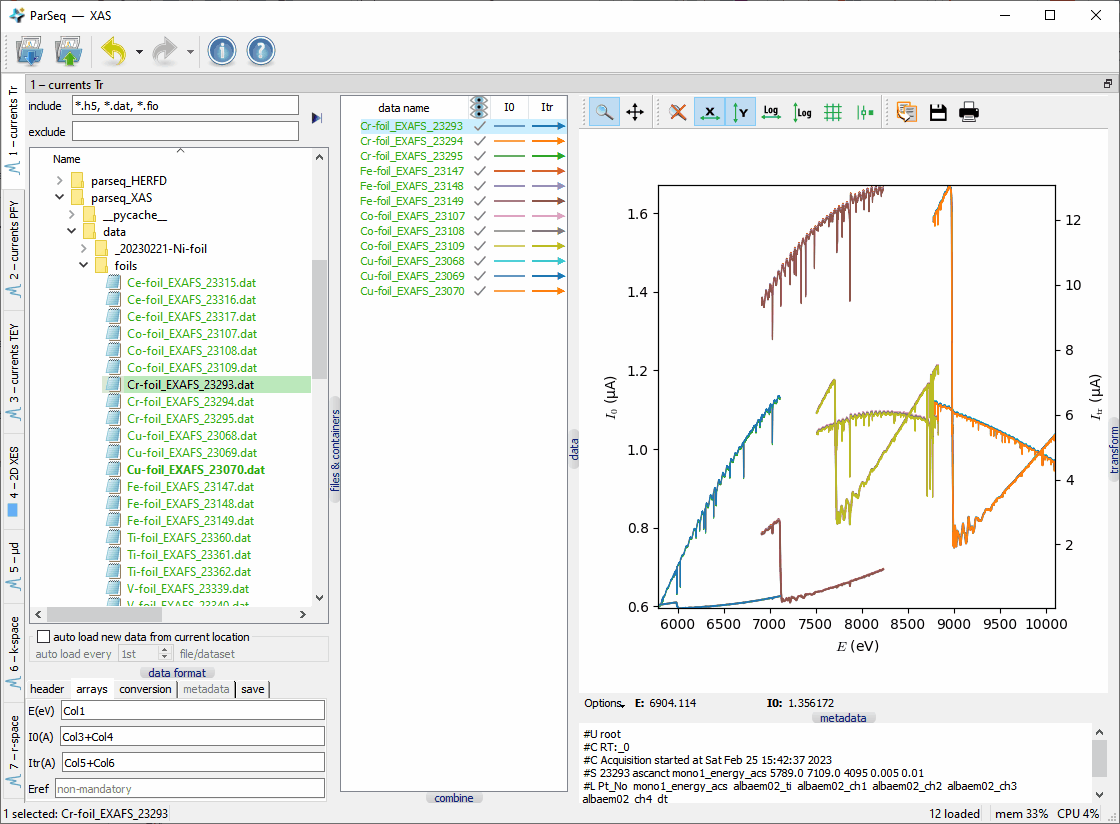 ParSeq — XAS
1 – currents Tr
2 – currents PFY
3 – currents TEY
4 – 2D XES
5 – μd
6 – k-space
7 – r-space
1 – currents Tr
include *.h5, *.dat, *.fio
exclude
Name
parseq_HERFD
parseq_XAS
__pycache__
data
_20230221-Ni-foil
foils
Ce-foil_EXAFS_23315.dat
Ce-foil_EXAFS_23316.dat
Ce-foil_EXAFS_23317.dat
Co-foil_EXAFS_23107.dat
Co-foil_EXAFS_23108.dat
Co-foil_EXAFS_23109.dat
Cr-foil_EXAFS_23293.dat
Cr-foil_EXAFS_23294.dat
Cr-foil_EXAFS_23295.dat
Cu-foil_EXAFS_23068.dat
Cu-foil_EXAFS_23069.dat
Cu-foil_EXAFS_23070.dat
Fe-foil_EXAFS_23147.dat
Fe-foil_EXAFS_23148.dat
Fe-foil_EXAFS_23149.dat
Ti-foil_EXAFS_23360.dat
Ti-foil_EXAFS_23361.dat
Ti-foil_EXAFS_23362.dat
V-foil_EXAFS_23339.dat
V-foil_EXAFS_23340.dat
auto load new data from current location
auto load every 1st file/dataset
data format
header arrays conversion metadata save
E(eV) Col1
I0(A) Col3+Col4
Itr(A) Col5+Col6
Eref non-mandatory
files & containers
data name I0 Itr
Cr-foil_EXAFS_23293
Cr-foil_EXAFS_23294
Cr-foil_EXAFS_23295
Fe-foil_EXAFS_23147
Fe-foil_EXAFS_23148
Fe-foil_EXAFS_23149
Co-foil_EXAFS_23107
Co-foil_EXAFS_23108
Co-foil_EXAFS_23109
Cu-foil_EXAFS_23068
Cu-foil_EXAFS_23069
Cu-foil_EXAFS_23070
combine
data
X Y Log Log
1.6
1.4
1.2
1.0
0.8
0.6
I0 (μA)
12
10
8
6
4
2
Itr (μA)
6000 6500 7000 7500 8000 8500 9000 9500 10000
E (eV)
transform
Options E: 6904.114 I0: 1.356172
metadata
#U root
#C RT:_0
#C Acquisition started at Sat Feb 25 15:42:37 2023
#S 23293 ascanct mono1_energy_acs 5789.0 7109.0 4095 0.005 0.01
#L Pt_No mono1_energy_acs albaem02_ti albaem02_ch1 albaem02_ch2 albaem02_ch3
albaem02_ch4 dt
1 selected: Cr-foil_EXAFS_23293
12 loaded mem 33% CPU 4%